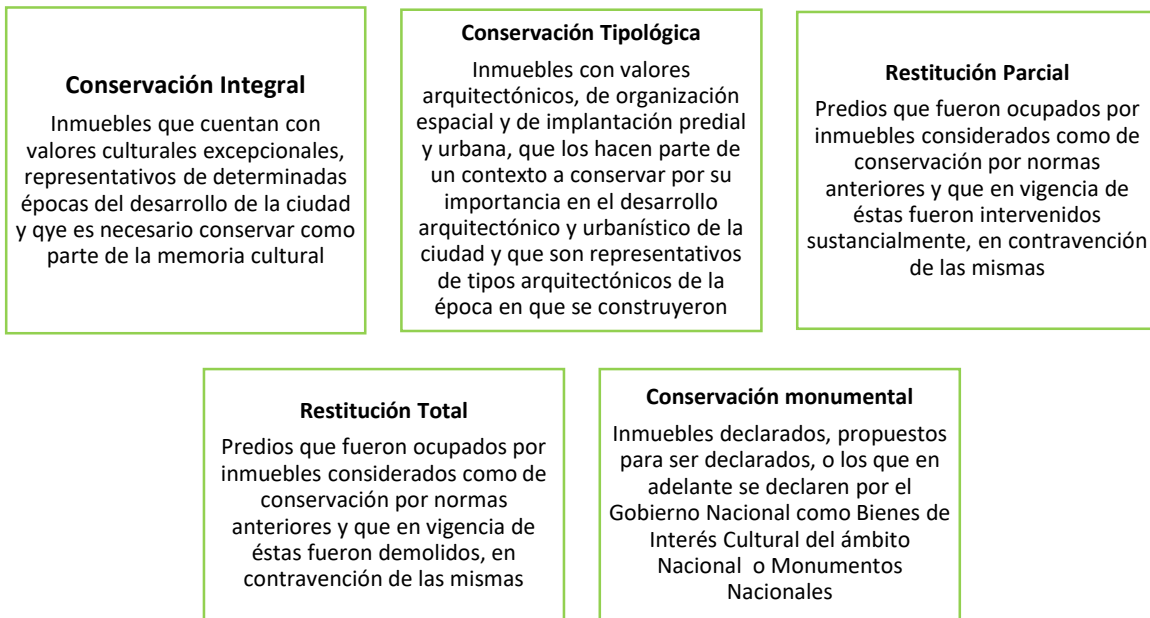 Conservación Integral
Inmuebles que cuentan con
valores culturales excepcionales,
representativos de determinadas
épocas del desarrollo de la ciudad
y qye es necesario conservar como
parte de la memoria cultural
Conservación Tipológica
Inmuebles con valores
arquitectónicos, de organización
espacial y de implantación predial
y urbana, que los hacen parte de
un contexto a conservar por su
importancia en el desarrollo
arquitectónico y urbanístico de la
ciudad y que son representativos
de tipos arquitectónicos de la
época en que se construyeron
Restitución Parcial
Predios que fueron ocupados por
inmuebles considerados como de
conservación por normas
anteriores y que en vigencia de
éstas fueron intervenidos
sustancialmente, en contravención
de las mismas
Restitución Total
Predios que fueron ocupados por
inmuebles considerados como de
conservación por normas
anteriores y que en vigencia de
éstas fueron demolidos, en
contravención de las mismas
Conservación monumental
Inmuebles declarados, propuestos
para ser declarados, o los que en
adelante se declaren por el
Gobierno Nacional como Bienes de
Interés Cultural del ámbito
Nacional o Monumentos
Nacionales